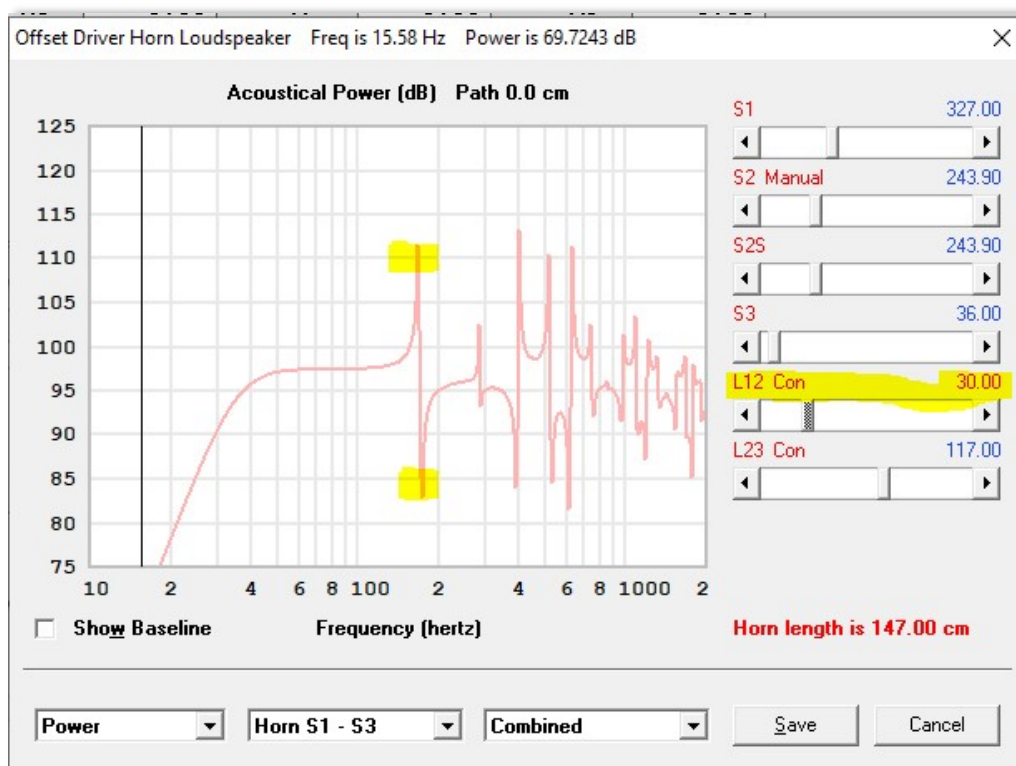 Offset Driver Horn Loudspeaker Freq is 15.58 Hz Power is 69.7243 dB
Acoustical Power (dB) Path 0.0 cm
125
120
115
110
105
100
95
90
85
80
75
10 2 4 6 8 100 2 4 6 8 1000 2
Show Baseline Frequency (hertz)
S1 327.00
S2 Manual 243.90
S2S 243.90
S3 36.00
L12 Con 30.00
L23 Con 117.00
Horn length is 147.00 cm
Power Horn S1 - S3 Combined Save Cancel